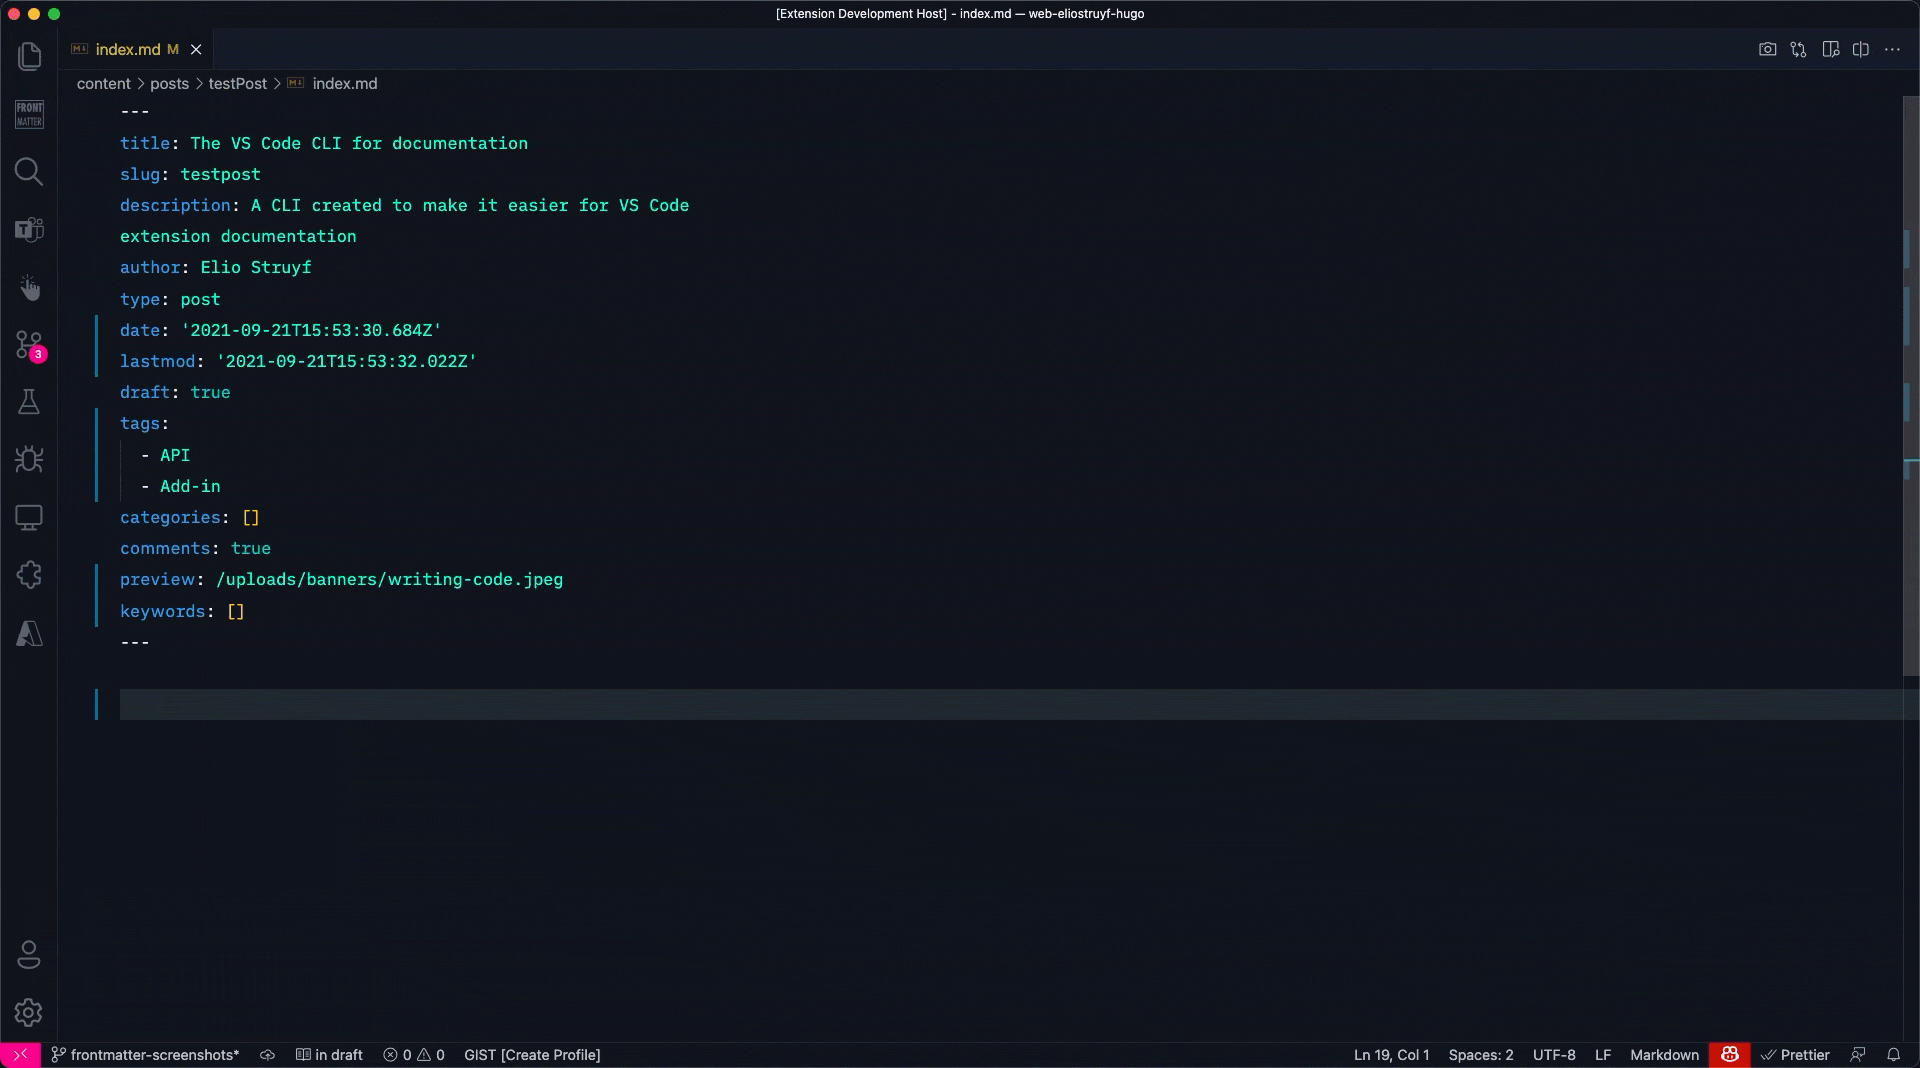 [Extension Development Host] - index.md — web-eliostruyf-hugo
index.md M
content > posts > testPost > index.md
FRONT
MATTER
---
title: The VS Code CLI for documentation
slug: testpost
description: A CLI created to make it easier for VS Code
extension documentation
author: Elio Struyf
type: post
date: '2021-09-21T15:53:30.684Z'
lastmod: '2021-09-21T15:53:32.022Z'
draft: true
tags:
- API
- Add-in
categories: []
comments: true
preview: /uploads/banners/writing-code.jpeg
keywords: []
---
3
frontmatter-screenshots* in draft 0 0 GIST [Create Profile] Ln 19, Col 1 Spaces: 2 UTF-8 LF Markdown Prettier